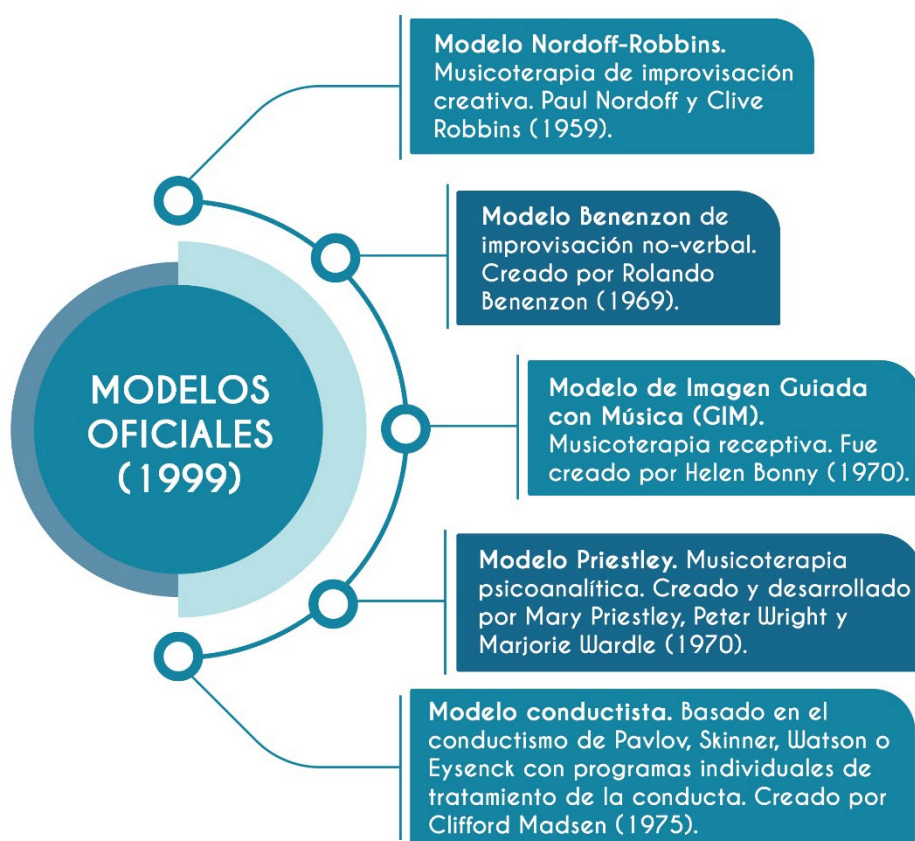 Modelo Nordoff-Robbins.
Musicoterapia de improvisación
creativa. Paul Nordoff y Clive
Robbins (1959).
Modelo Benenzon de
improvisación no-verbal.
Creado por Rolando
Benenzon (1969).
MODELOS
OFICIALES
(1999)
Modelo de Imagen Guiada
con Música (GIM).
Musicoterapia receptiva. Fue
creado por Helen Bonny (1970).
Modelo Priestley. Musicoterapia
psicoanalítica. Creado y desarrollado
por Mary Priestley, Peter Wright y
Marjorie Wardle (1970).
Modelo conductista. Basado en el
conductismo de Pavlov, Skinner, Watson o
Eysenck con programas individuales de
tratamiento de la conducta. Creado por
Clifford Madsen (1975).